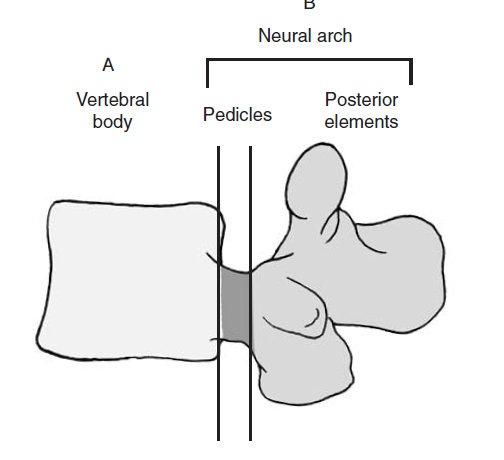 B
Neural arch
A
Vertebral
body
Pedicles
Posterior
elements